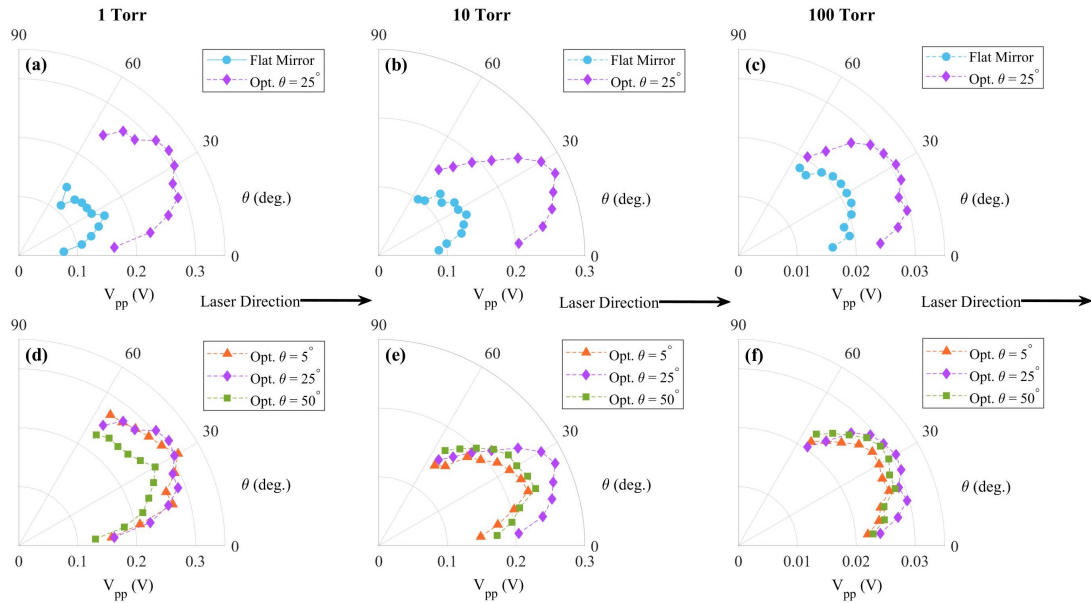 1 Torr
10 Torr
100 Torr
90
(a)
60
Flat Mirror
Opt. θ = 25°
30
θ (deg.)
0
0
0.1
0.2
0.3
V_pp (V)
90
(b)
60
Flat Mirror
Opt. θ = 25°
30
θ (deg.)
0
0
0.1
0.2
0.3
V_pp (V)
90
(c)
60
Flat Mirror
Opt. θ = 25°
30
θ (deg.)
0
0
0.01
0.02
0.03
V_pp (V)
Laser Direction
Laser Direction
Laser Direction
90
(d)
60
Opt. θ = 5°
Opt. θ = 25°
Opt. θ = 50°
30
θ (deg.)
0
0
0.1
0.2
0.3
V_pp (V)
90
(e)
60
Opt. θ = 5°
Opt. θ = 25°
Opt. θ = 50°
30
θ (deg.)
0
0
0.1
0.2
0.3
V_pp (V)
90
(f)
60
Opt. θ = 5°
Opt. θ = 25°
Opt. θ = 50°
30
θ (deg.)
0
0
0.01
0.02
0.03
V_pp (V)